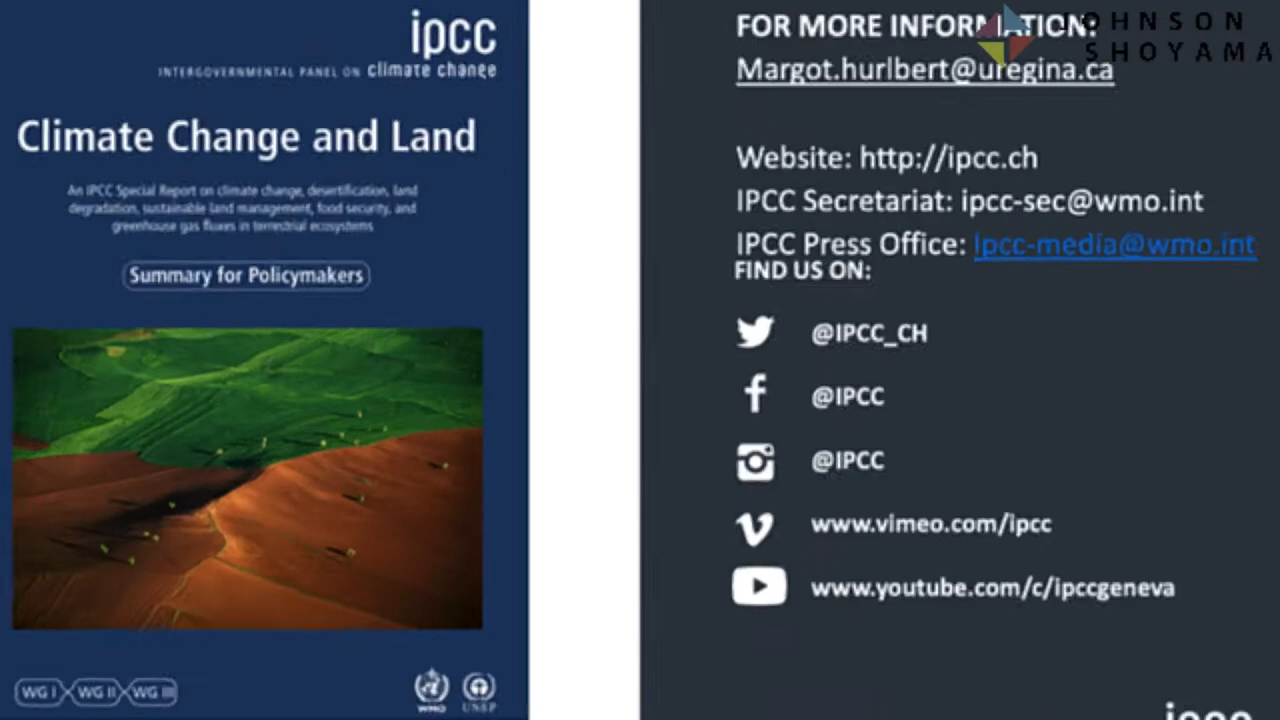 ipcc
INTERGOVERNMENTAL PANEL ON climate change
Climate Change and Land
An IPCC Special Report on climate change, desertification, land
degradation, sustainable land management, food security, and
greenhouse gas fluxes in terrestrial ecosystems
Summary for Policymakers
WG I WG II WG III
WMO UNEP
JOHNSON
SHOYAMA
FOR MORE INFORMATION:
Margot.hurlbert@uregina.ca
Website: http://ipcc.ch
IPCC Secretariat: ipcc-sec@wmo.int
IPCC Press Office: Ipcc-media@wmo.int
FIND US ON:
@IPCC_CH
@IPCC
@IPCC
www.vimeo.com/ipcc
www.youtube.com/c/ipccgeneva